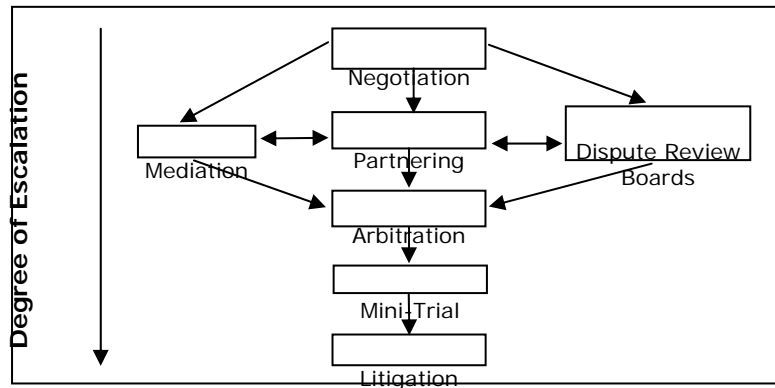 Degree of Escalation
Negotiation
Partnering
Mediation
Dispute Review
Boards
Arbitration
Mini-Trial
Litigation